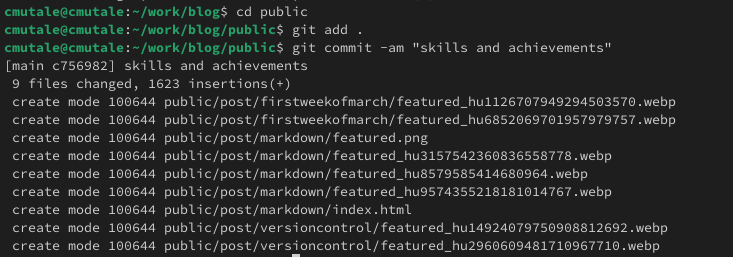 cmutale@cmutale:~/work/blog$ cd public
cmutale@cmutale:~/work/blog/public$ git add .
cmutale@cmutale:~/work/blog/public$ git commit -am "skills and achievements"
[main c756982] skills and achievements
 9 files changed, 1623 insertions(+)
 create mode 100644 public/post/firstweekofmarch/featured_hu1126707949294503570.webp
 create mode 100644 public/post/firstweekofmarch/featured_hu6852069701957979757.webp
 create mode 100644 public/post/markdown/featured.png
 create mode 100644 public/post/markdown/featured_hu3157542360836558778.webp
 create mode 100644 public/post/markdown/featured_hu8579585414680964.webp
 create mode 100644 public/post/markdown/featured_hu9574355218181014767.webp
 create mode 100644 public/post/markdown/index.html
 create mode 100644 public/post/versioncontrol/featured_hu14924079750908812692.webp
 create mode 100644 public/post/versioncontrol/featured_hu2960609481710967710.webp